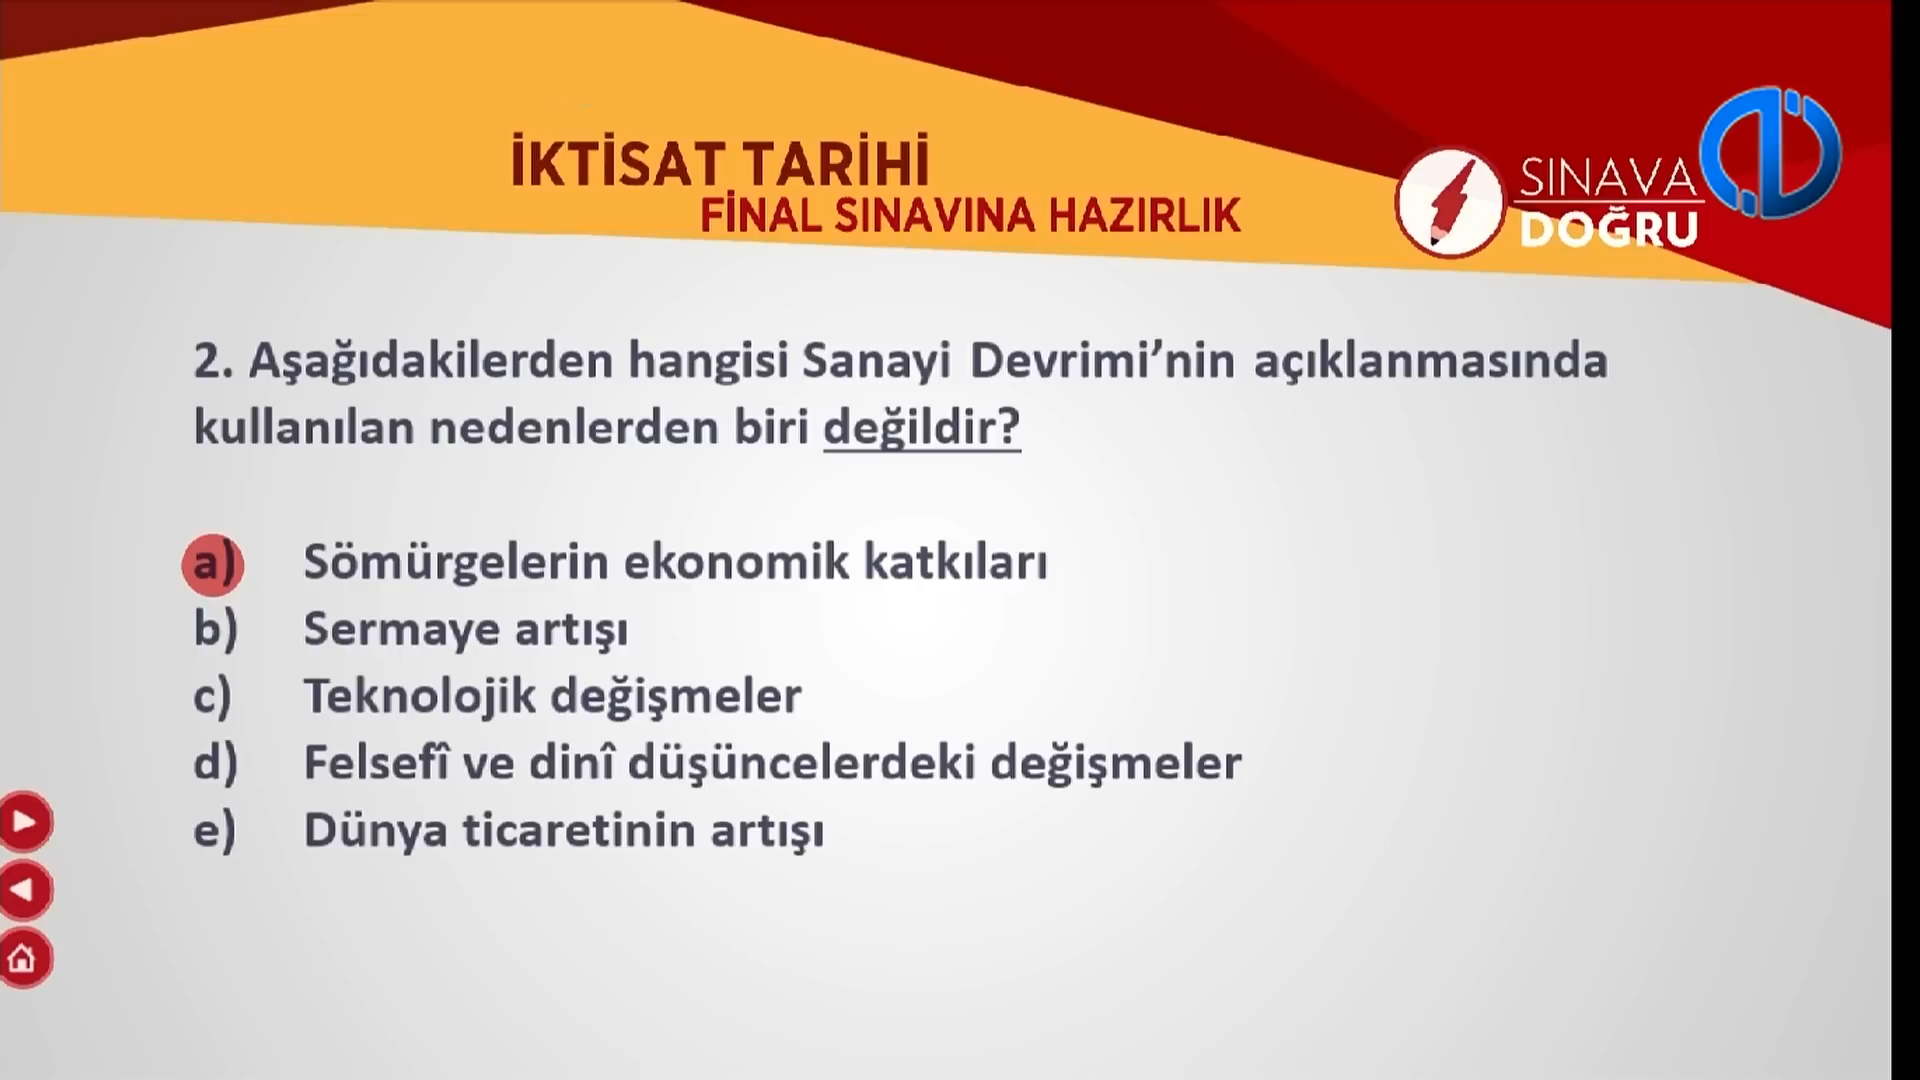 İKTİSAT TARİHİ
FİNAL SINAVINA HAZIRLIK
SINAVA
DOĞRU
2. Aşağıdakilerden hangisi Sanayi Devrimi’nin açıklanmasında
kullanılan nedenlerden biri değildir?
a) Sömürgelerin ekonomik katkıları
b) Sermaye artışı
c) Teknolojik değişmeler
d) Felsefî ve dinî düşüncelerdeki değişmeler
e) Dünya ticaretinin artışı